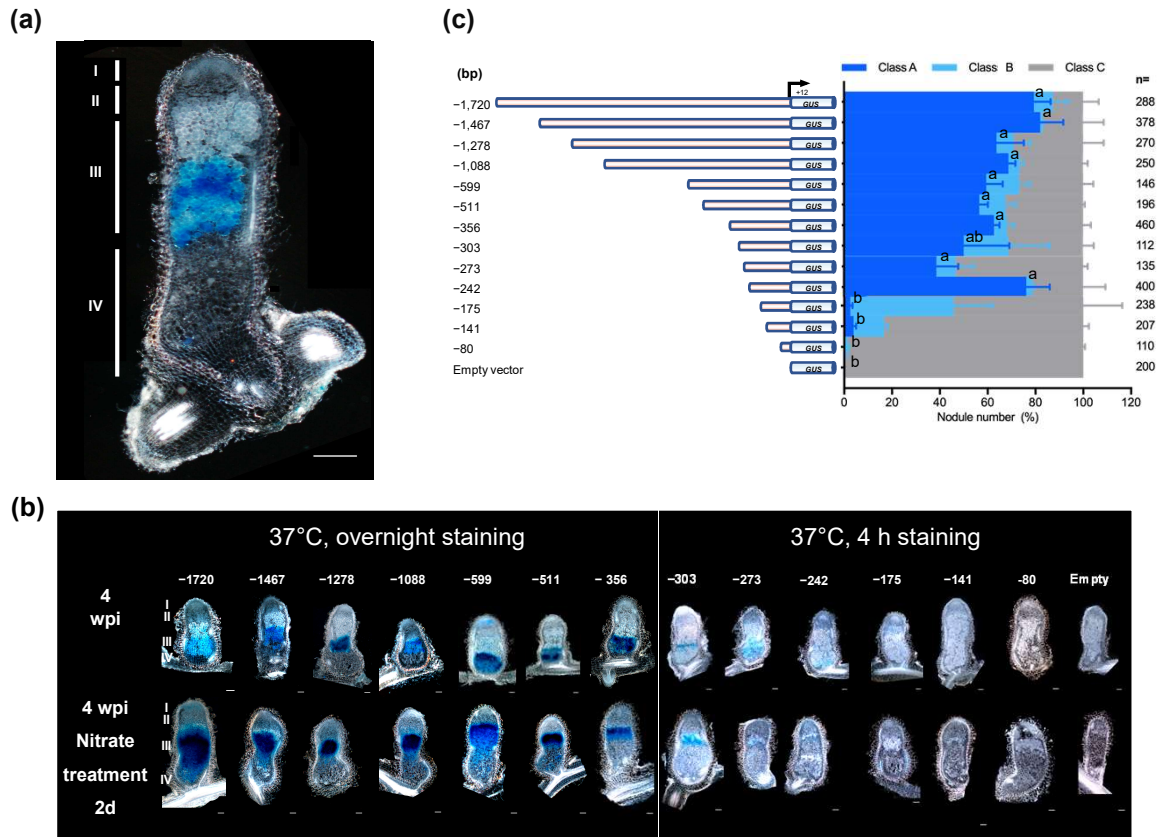 (a)
I
II
III
IV
(c)
(bp)
−1,720
−1,467
−1,278
−1,088
−599
−511
−356
−303
−273
−242
−175
−141
−80
Empty vector
+12
GUS
GUS
GUS
GUS
GUS
GUS
GUS
GUS
GUS
GUS
GUS
GUS
GUS
GUS
Class A Class B Class C
n=
a 288
a 378
a 270
a 250
a 146
a 196
a 460
ab 112
a 135
a 400
b 238
b 207
b 110
b 200
0 20 40 60 80 100 120
Nodule number (%)
(b)
37°C, overnight staining 37°C, 4 h staining
−1720 −1467 −1278 −1088 −599 −511 − 356 −303 −273 −242 −175 −141 -80 Empty
4
wpi
I
II
III
IV
4 wpi
Nitrate
treatment
2d
I
II
III
IV